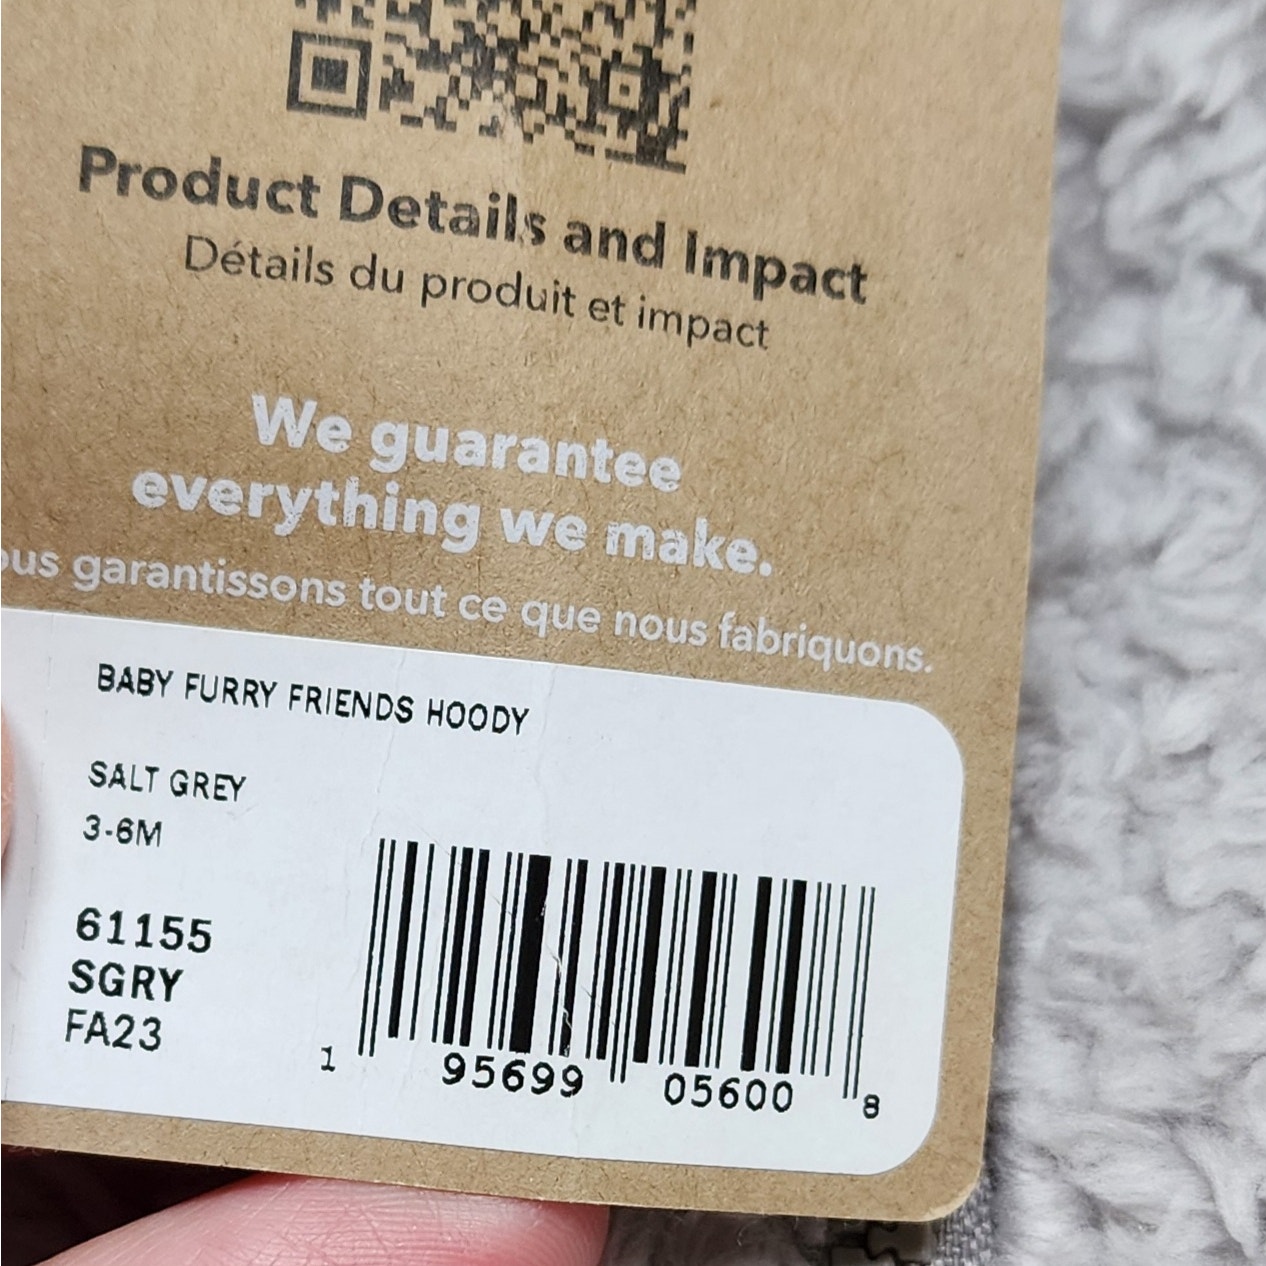 Product Details and Impact
Détails du produit et impact
We guarantee
everything we make.
garantissons tout ce que nous fabriquons.
BABY FURRY FRIENDS HOODY
SALT GREY
3-6M
61155
SGRY
FA23
1 95699 05600 8